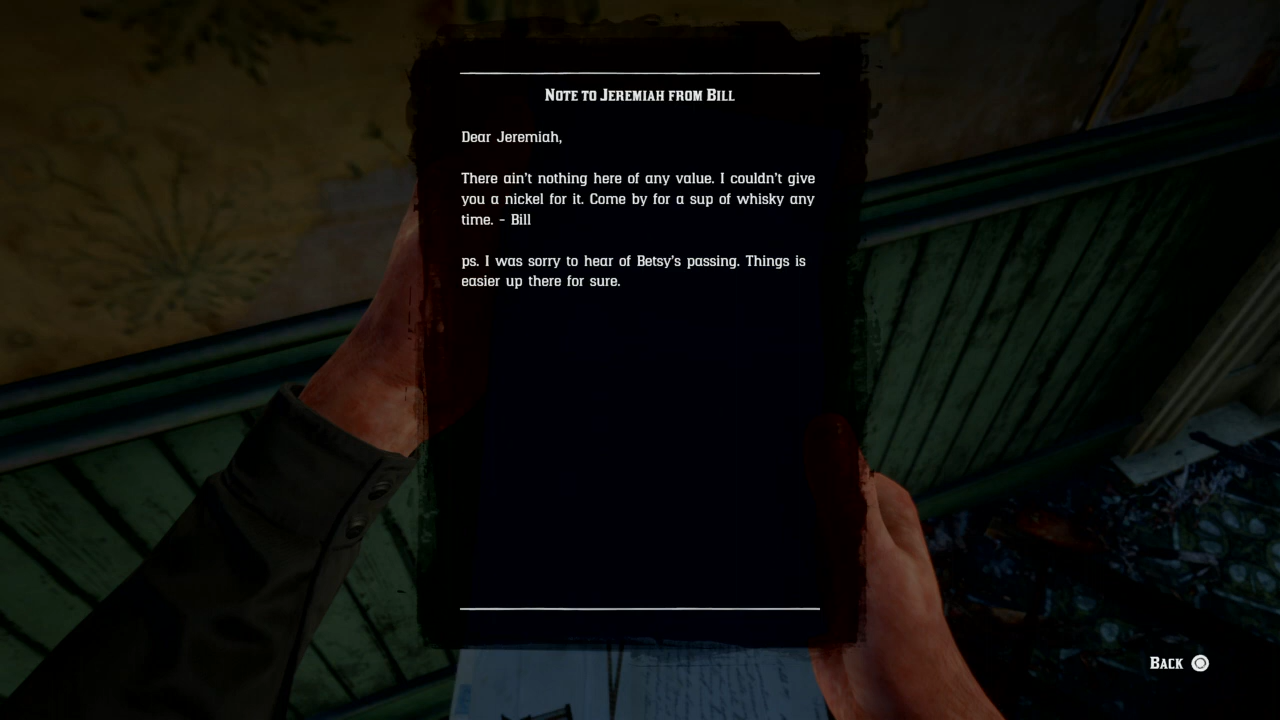 Note to Jeremiah from Bill
Dear Jeremiah,
There ain't nothing here of any value. I couldn't give
you a nickel for it. Come by for a sup of whisky any
time. - Bill
ps. I was sorry to hear of Betsy's passing. Things is
easier up there for sure.
Back